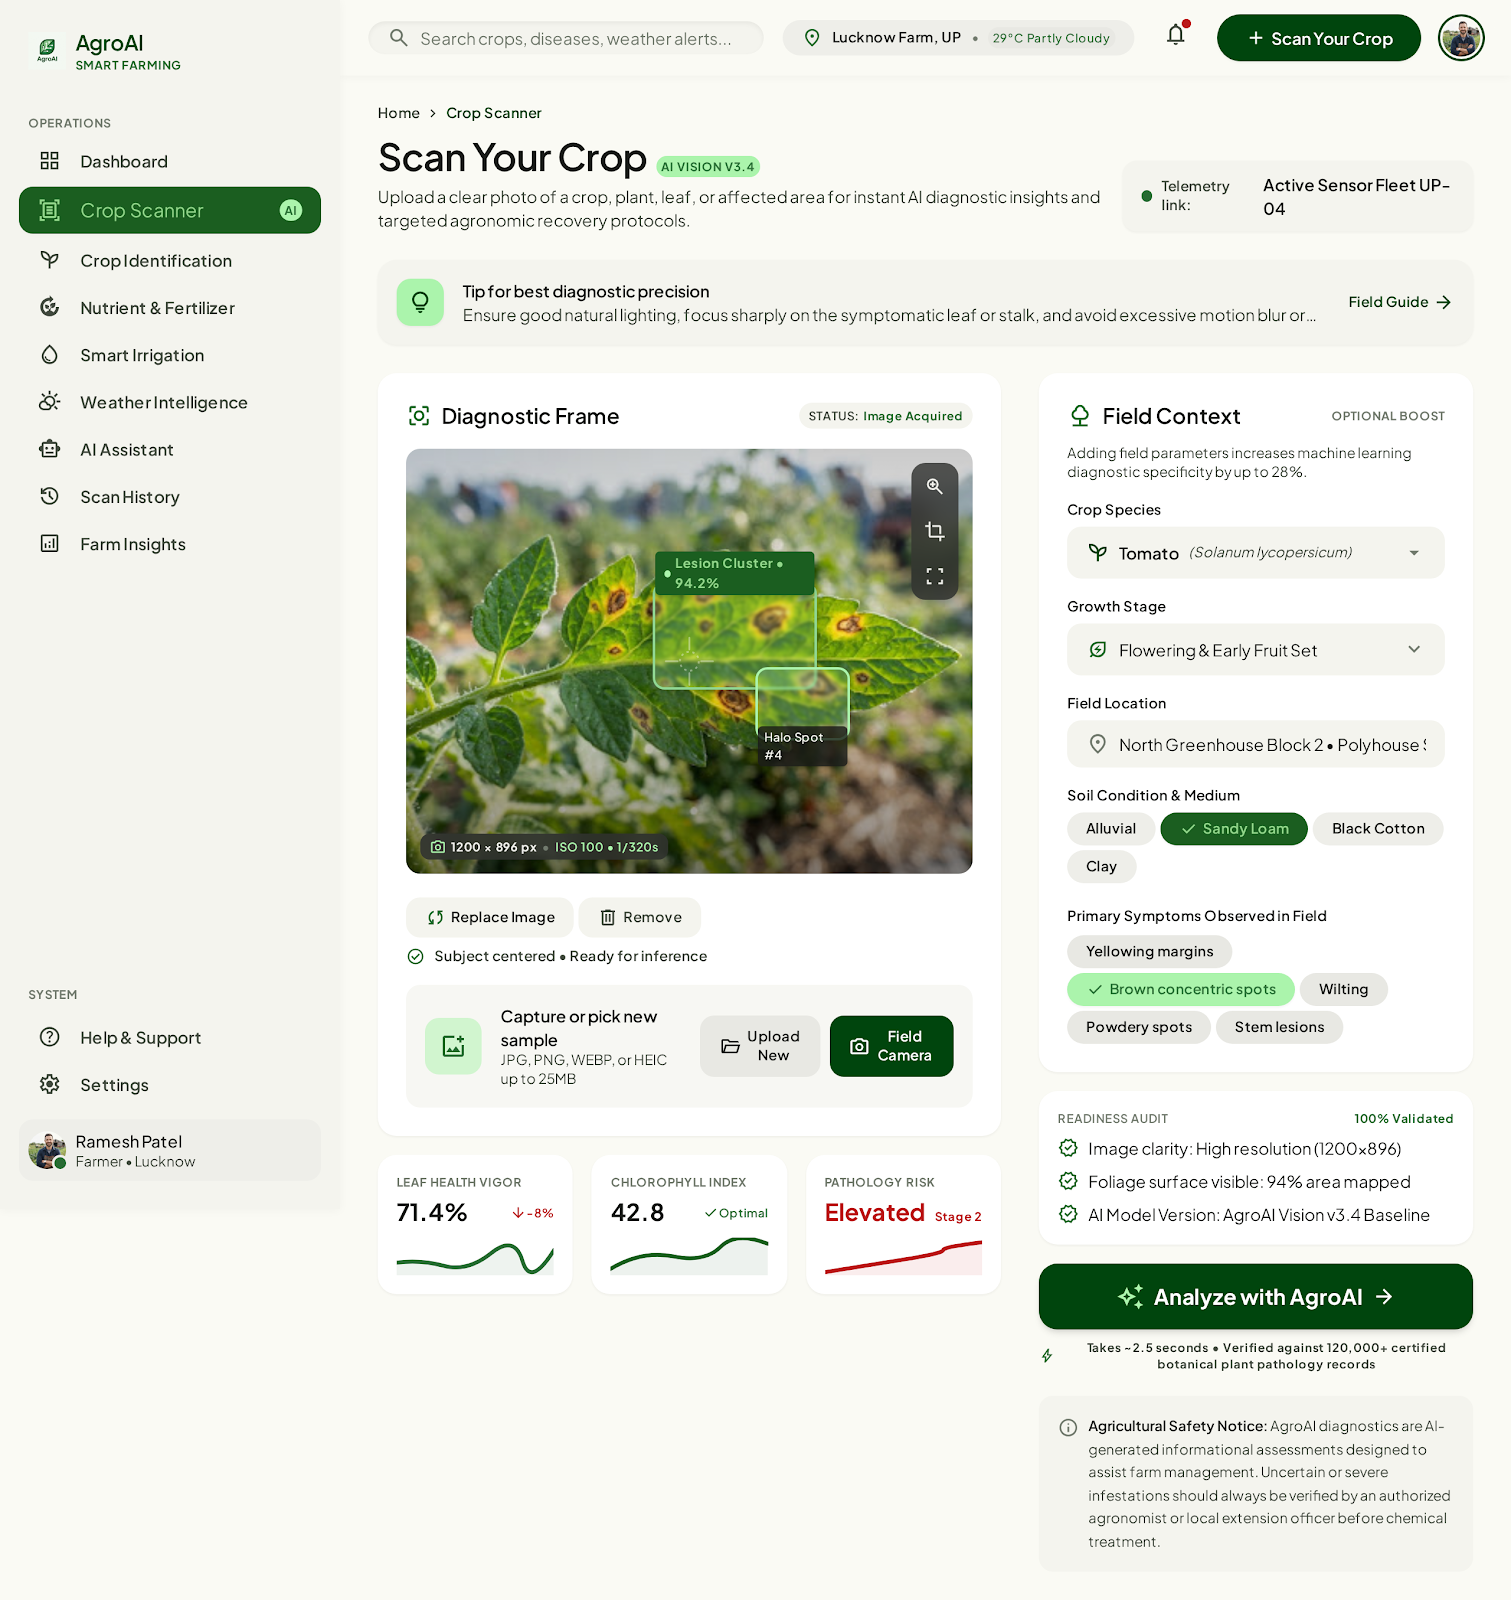 AgroAI
AgroAI
SMART FARMING
Search crops, diseases, weather alerts...
Lucknow Farm, UP • 29°C Partly Cloudy
+ Scan Your Crop
OPERATIONS
Dashboard
Crop Scanner AI
Crop Identification
Nutrient & Fertilizer
Smart Irrigation
Weather Intelligence
AI Assistant
Scan History
Farm Insights
SYSTEM
Help & Support
Settings
Ramesh Patel
Farmer • Lucknow
Home > Crop Scanner
Scan Your Crop AI VISION V3.4
Upload a clear photo of a crop, plant, leaf, or affected area for instant AI diagnostic insights and
targeted agronomic recovery protocols.
Telemetry
link:
Active Sensor Fleet UP-
04
Tip for best diagnostic precision
Ensure good natural lighting, focus sharply on the symptomatic leaf or stalk, and avoid excessive motion blur or...
Field Guide →
Diagnostic Frame
STATUS: Image Acquired
Lesion Cluster •
94.2%
Halo Spot
#4
1200 × 896 px • ISO 100 • 1/320s
Replace Image
Remove
Subject centered • Ready for inference
Capture or pick new
sample
JPG, PNG, WEBP, or HEIC
up to 25MB
Upload
New
Field
Camera
LEAF HEALTH VIGOR
71.4% ↓ -8%
CHLOROPHYLL INDEX
42.8 ✓ Optimal
PATHOLOGY RISK
Elevated Stage 2
Field Context
OPTIONAL BOOST
Adding field parameters increases machine learning
diagnostic specificity by up to 28%.
Crop Species
Tomato (Solanum lycopersicum)
Growth Stage
Flowering & Early Fruit Set
Field Location
North Greenhouse Block 2 • Polyhouse
Soil Condition & Medium
Alluvial
✓ Sandy Loam
Black Cotton
Clay
Primary Symptoms Observed in Field
Yellowing margins
✓ Brown concentric spots
Wilting
Powdery spots
Stem lesions
READINESS AUDIT
100% Validated
Image clarity: High resolution (1200×896)
Foliage surface visible: 94% area mapped
AI Model Version: AgroAI Vision v3.4 Baseline
Analyze with AgroAI →
Takes ~2.5 seconds • Verified against 120,000+ certified
botanical plant pathology records
Agricultural Safety Notice: AgroAI diagnostics are AI-
generated informational assessments designed to
assist farm management. Uncertain or severe
infestations should always be verified by an authorized
agronomist or local extension officer before chemical
treatment.